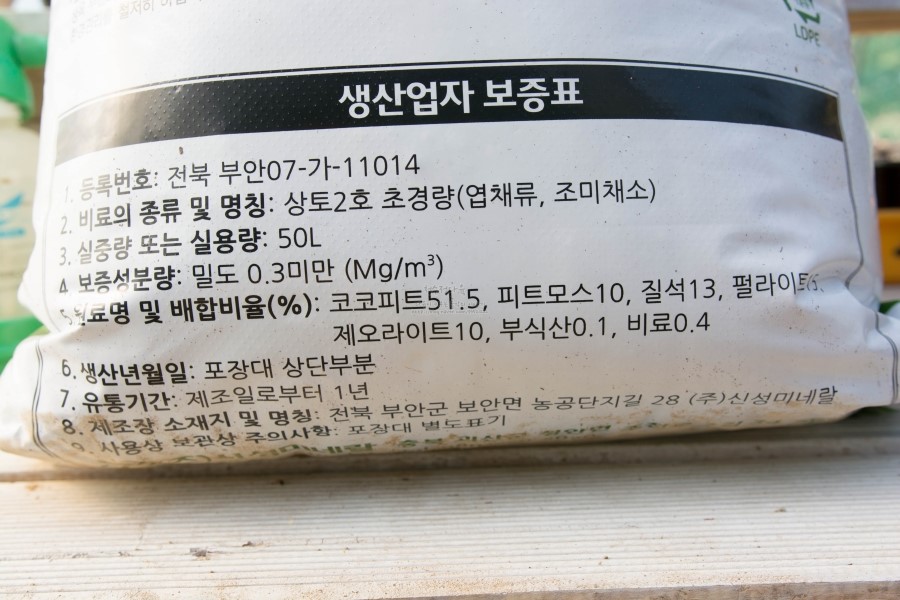 LDPE
생산업자 보증표
1. 등록번호: 전북 부안07-가-11014
2. 비료의 종류 및 명칭: 상토2호 초경량(엽채류, 조미채소)
3. 실중량 또는 실용량: 50L
4. 보증성분량: 밀도 0.3미만 (Mg/m³)
원료명 및 배합비율(%): 코코피트51.5, 피트모스10, 질석13, 펄라이트
제오라이트10, 부식산0.1, 비료0.4
6. 생산년월일: 포장대 상단부분
7. 유통기간: 제조일로부터 1년
8. 제조장 소재지 및 명칭: 전북 부안군 보안면 농공단지길 28 (주)신성미네랄
9. 사용상 보관상 주의사항: 포장대 별도표기